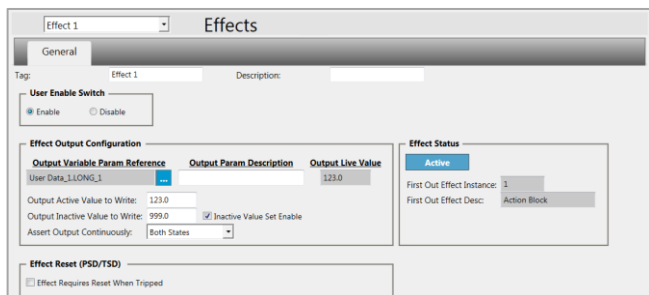 Effect 1 Effects
General
Tag: Effect 1 Description:
User Enable Switch
Enable Disable
Effect Output Configuration
Output Variable Param Reference Output Param Description Output Live Value
User Data_1.LONG_1 ... 123.0
Output Active Value to Write: 123.0
Output Inactive Value to Write: 999.0 Inactive Value Set Enable
Assert Output Continuously: Both States
Effect Status
Active
First Out Effect Instance: 1
First Out Effect Desc: Action Block
Effect Reset (PSD/TSD)
Effect Requires Reset When Tripped